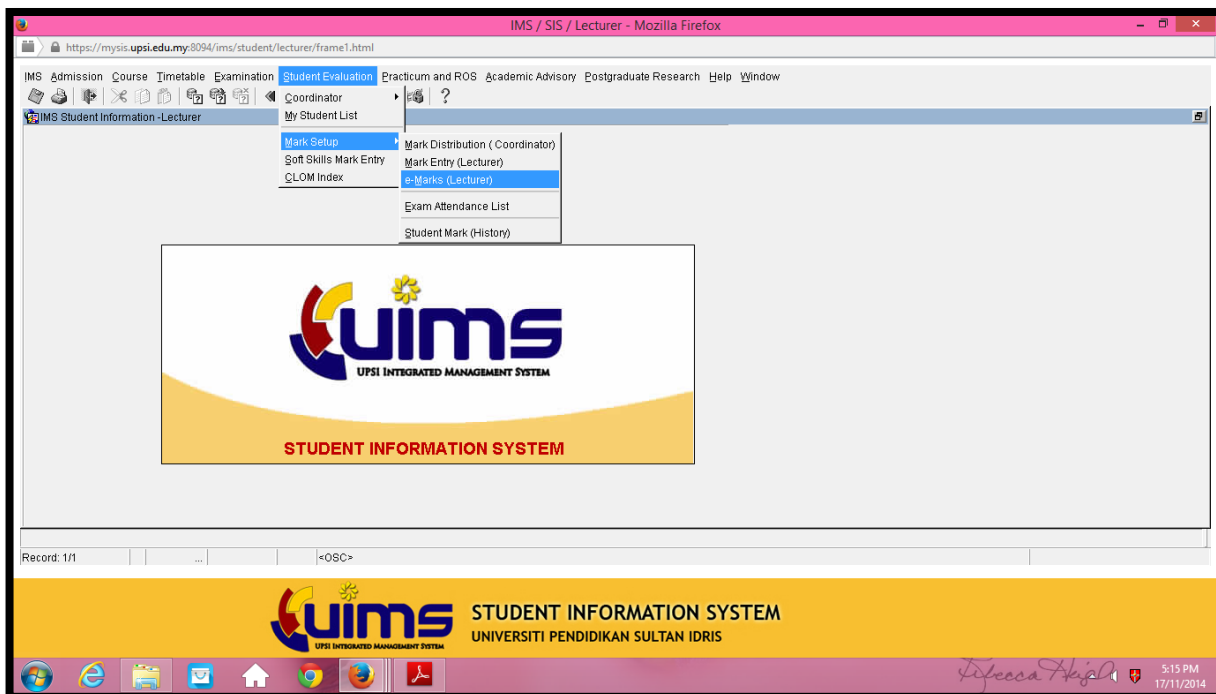 IMS / SIS / Lecturer - Mozilla Firefox
https://mysis.upsi.edu.my:8094/ims/student/lecturer/frame1.html
IMS Admission Course Timetable Examination Student Evaluation Practicum and ROS Academic Advisory Postgraduate Research Help Window
IMS Student Information -Lecturer
Coordinator
My Student List
Mark Setup
Soft Skills Mark Entry
CLOM Index
Mark Distribution ( Coordinator)
Mark Entry (Lecturer)
e-Marks (Lecturer)
Exam Attendance List
Student Mark (History)
uims
UPSI INTEGRATED MANAGEMENT SYSTEM
STUDENT INFORMATION SYSTEM
Record: 1/1 ... <OSC>
uims
UPSI INTEGRATED MANAGEMENT SYSTEM
STUDENT INFORMATION SYSTEM
UNIVERSITI PENDIDIKAN SULTAN IDRIS
5:15 PM
17/11/2014